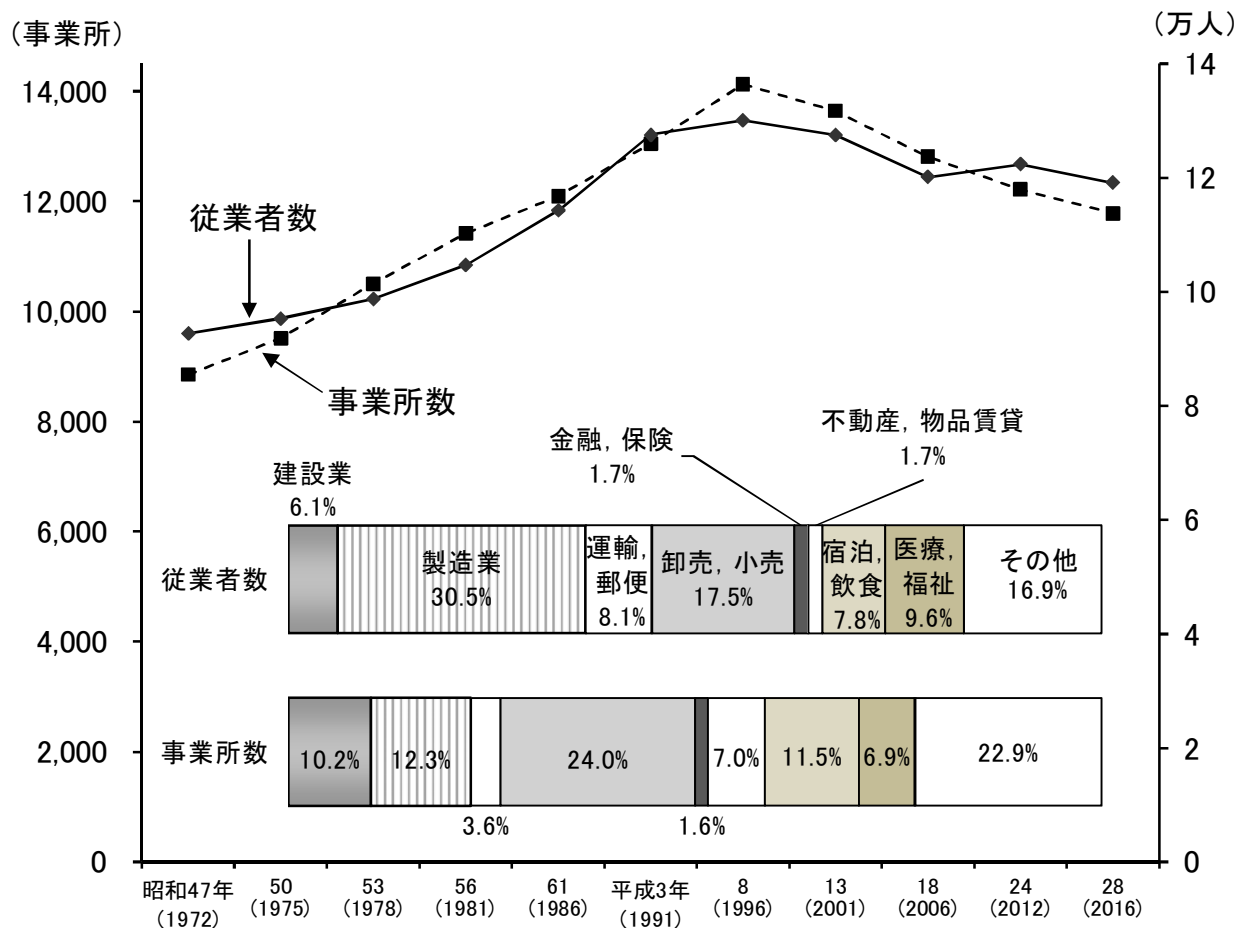 (事業所)
(万人)
14,000
12,000
10,000
8,000
6,000
4,000
2,000
0
14
12
10
8
6
4
2
0
従業者数
事業所数
金融, 保険
1.7%
不動産, 物品賃貸
1.7%
建設業
6.1%
従業者数
製造業
30.5%
運輸,
郵便
8.1%
卸売, 小売
17.5%
宿泊,
飲食
7.8%
医療,
福祉
9.6%
その他
16.9%
事業所数
10.2%
12.3%
3.6%
24.0%
1.6%
7.0%
11.5%
6.9%
22.9%
昭和47年
(1972)
50
(1975)
53
(1978)
56
(1981)
61
(1986)
平成3年
(1991)
8
(1996)
13
(2001)
18
(2006)
24
(2012)
28
(2016)